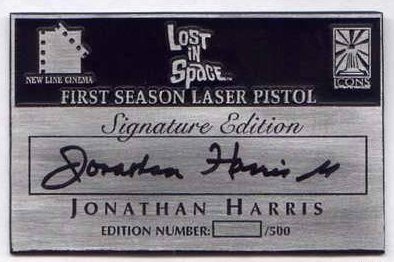 LOST
IN
SPACE™
NEW LINE CINEMA
ICONS
FIRST SEASON LASER PISTOL
Signature Edition
Jonathan Harris
JONATHAN HARRIS
EDITION NUMBER: /500